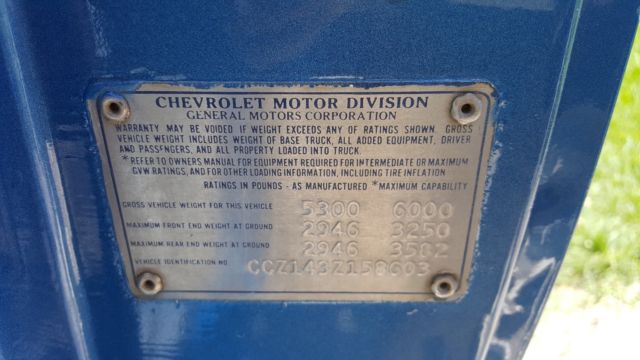 CHEVROLET MOTOR DIVISION
GENERAL MOTORS CORPORATION
WARRANTY MAY BE VOIDED IF WEIGHT EXCEEDS ANY OF RATINGS SHOWN. GROSS
VEHICLE WEIGHT INCLUDES WEIGHT OF BASE TRUCK, ALL ADDED EQUIPMENT, DRIVER
AND PASSENGERS, AND ALL PROPERTY LOADED INTO TRUCK.
*REFER TO OWNERS MANUAL FOR EQUIPMENT REQUIRED FOR INTERMEDIATE OR MAXIMUM
GVW RATINGS, AND FOR OTHER LOADING INFORMATION, INCLUDING TIRE INFLATION
RATINGS IN POUNDS - AS MANUFACTURED *MAXIMUM CAPABILITY
GROSS VEHICLE WEIGHT FOR THIS VEHICLE 5300 6000
MAXIMUM FRONT END WEIGHT AT GROUND 2946 3250
MAXIMUM REAR END WEIGHT AT GROUND 2946 3582
VEHICLE IDENTIFICATION NO CCZ143Z158603